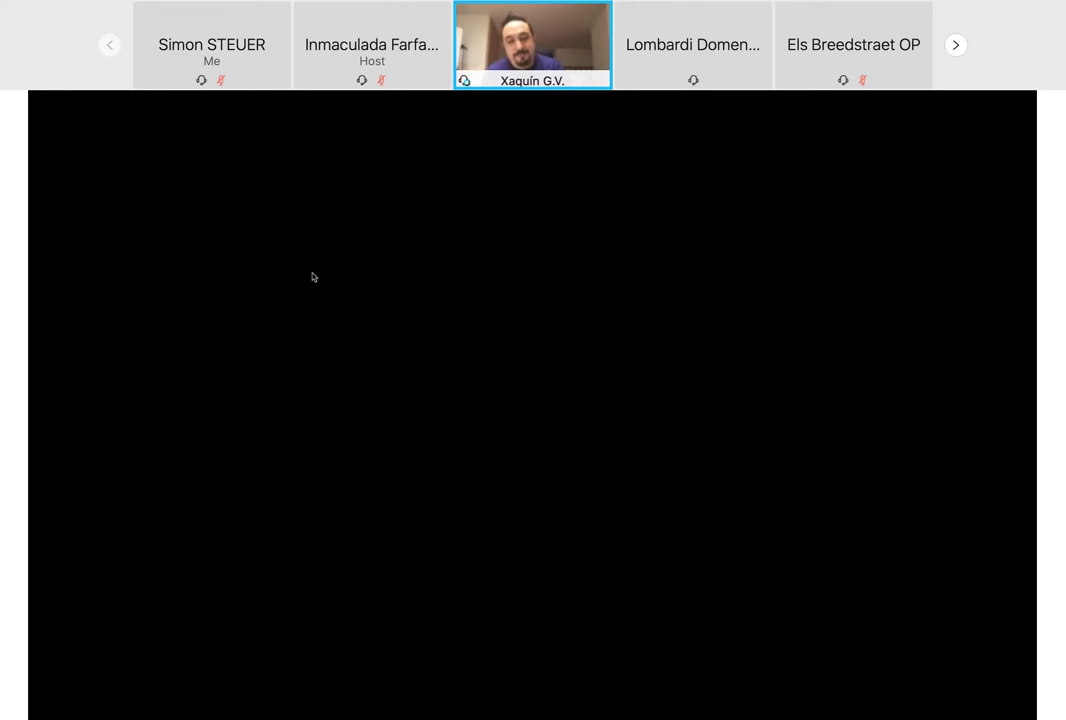 Simon STEUER
Me
Inmaculada Farfa...
Host
Xaquín G.V.
Lombardi Domen...
Els Breedstraet OP